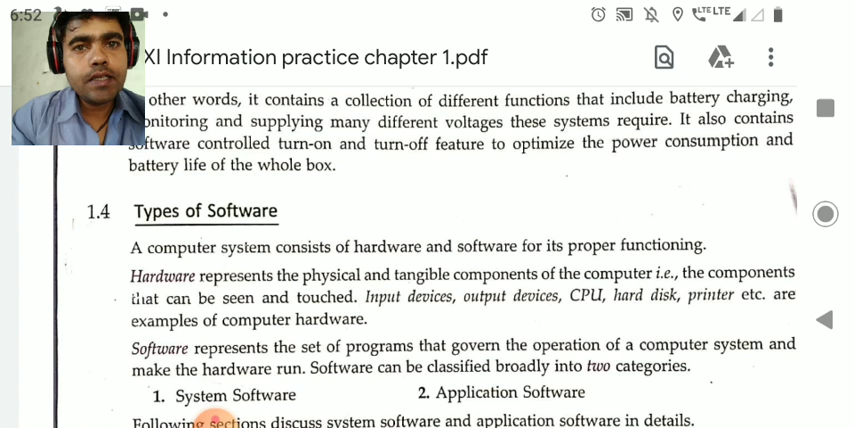 6:52
LTE LTE
XI Information practice chapter 1.pdf
other words, it contains a collection of different functions that include battery charging,
onitoring and supplying many different voltages these systems require. It also contains
software controlled turn-on and turn-off feature to optimize the power consumption and
battery life of the whole box.
1.4 Types of Software
A computer system consists of hardware and software for its proper functioning.
Hardware represents the physical and tangible components of the computer i.e., the components
that can be seen and touched. Input devices, output devices, CPU, hard disk, printer etc. are
examples of computer hardware.
Software represents the set of programs that govern the operation of a computer system and
make the hardware run. Software can be classified broadly into two categories.
1. System Software 2. Application Software
Following sections discuss system software and application software in details.